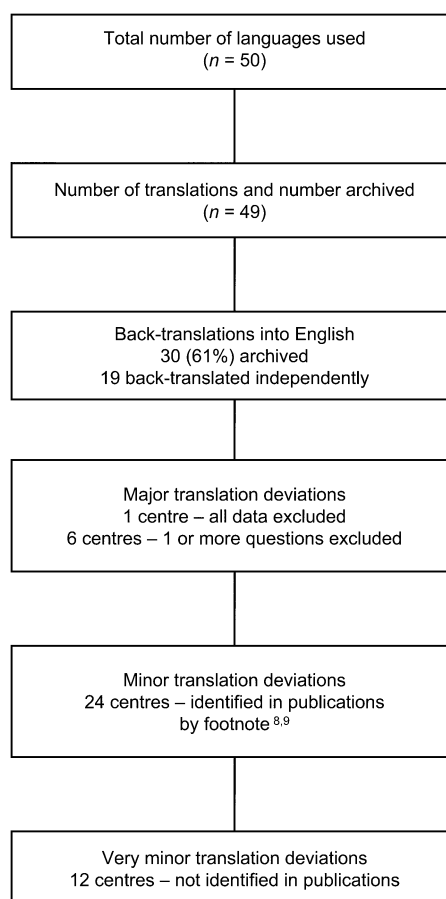 Total number of languages used
(n = 50)
Number of translations and number archived
(n = 49)
Back-translations into English
30 (61%) archived
19 back-translated independently
Major translation deviations
1 centre – all data excluded
6 centres – 1 or more questions excluded
Minor translation deviations
24 centres – identified in publications
by footnote 8,9
Very minor translation deviations
12 centres – not identified in publications